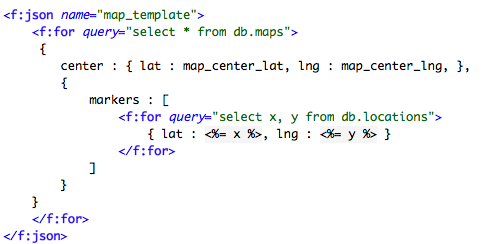 <f:json name="map_template">
    <f:for query="select * from db.maps">
     {
        center : { lat : map_center_lat, lng : map_center_lng, },
        {
            markers : [
                <f:for query="select x, y from db.locations">
                    { lat : <%= x %>, lng : <%= y %> }
                </f:for>
            ]
        }
    }
    </f:for>
</f:json>